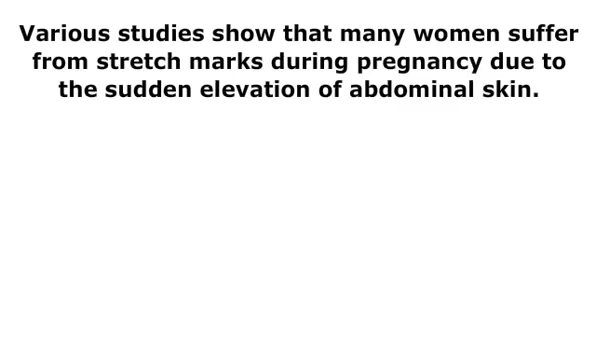 Various studies show that many women suffer
from stretch marks during pregnancy due to
the sudden elevation of abdominal skin.